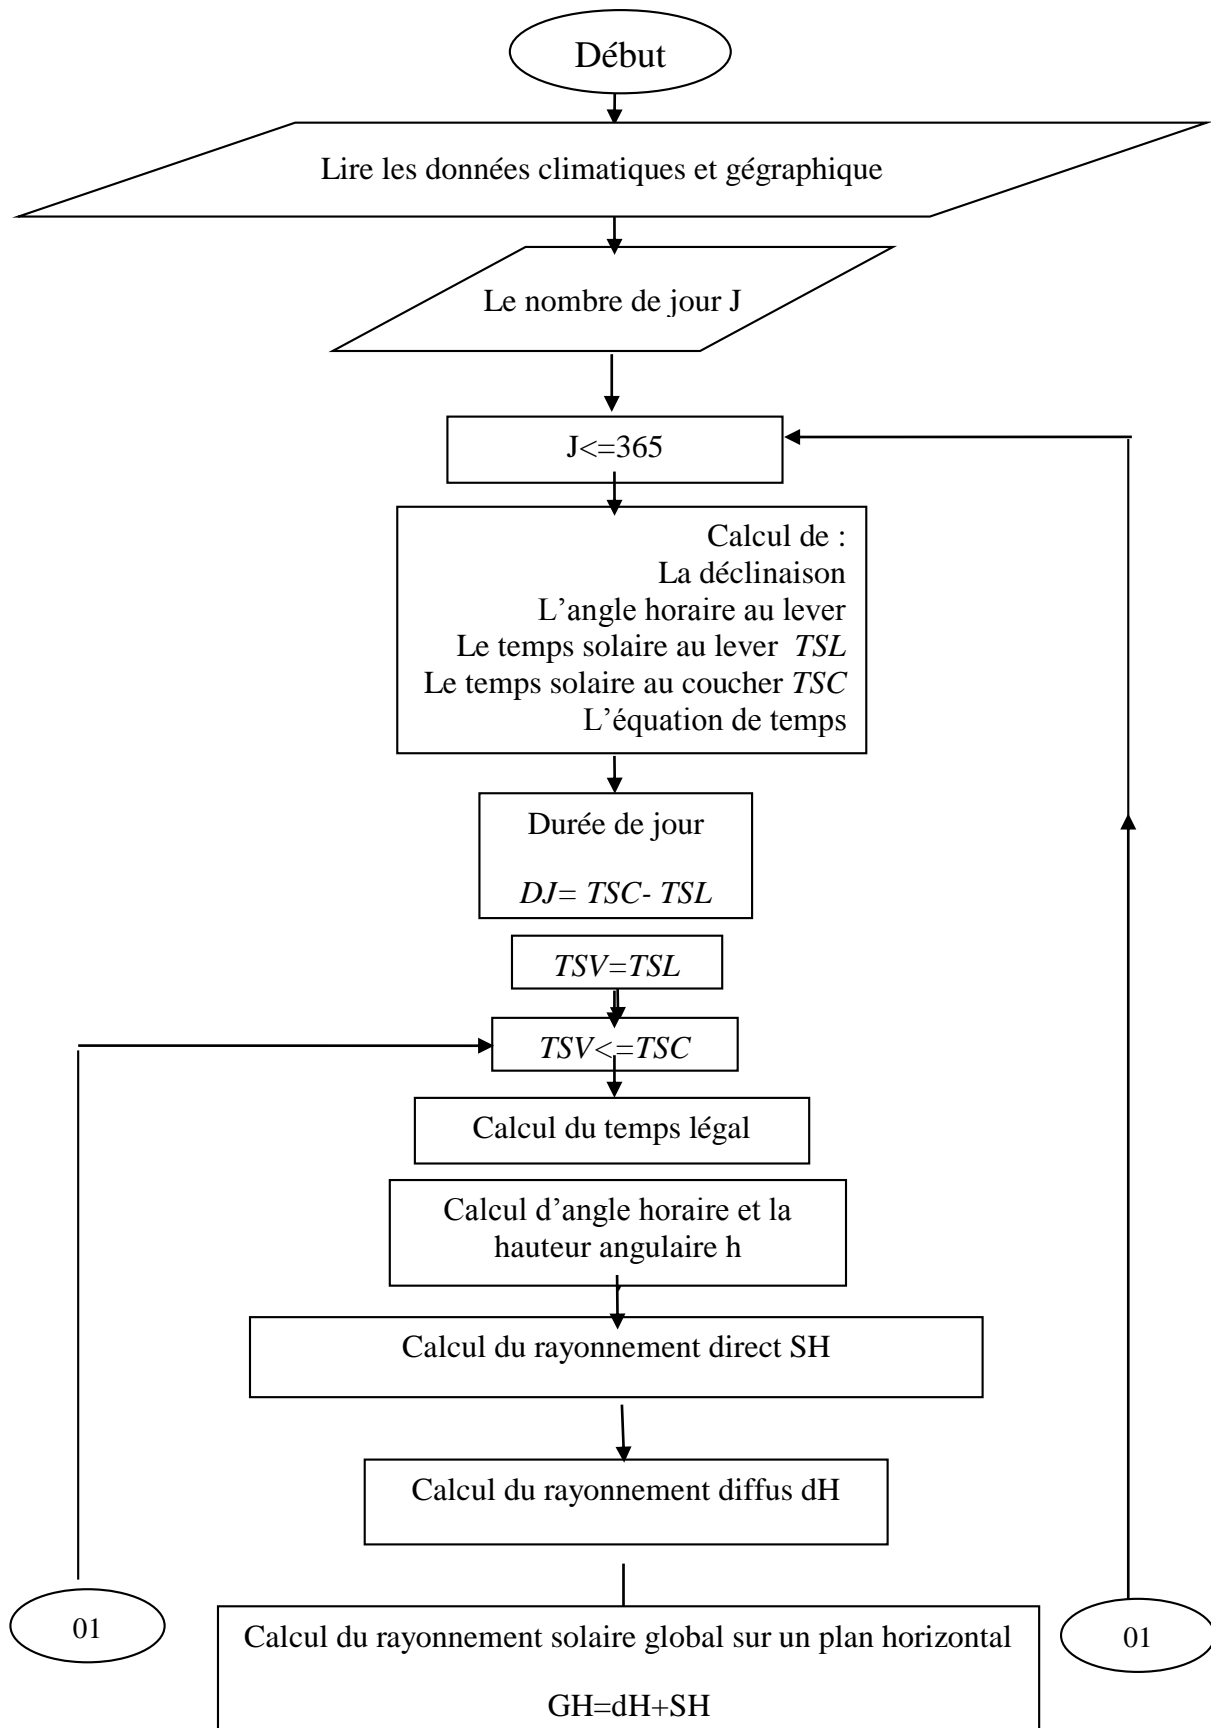 Début
Lire les données climatiques et gégraphique
Le nombre de jour J
J<=365
Calcul de :
La déclinaison
L’angle horaire au lever
Le temps solaire au lever TSL
Le temps solaire au coucher TSC
L’équation de temps
Durée de jour
DJ= TSC- TSL
TSV=TSL
TSV<=TSC
Calcul du temps légal
Calcul d’angle horaire et la
hauteur angulaire h
Calcul du rayonnement direct SH
Calcul du rayonnement diffus dH
01
01
Calcul du rayonnement solaire global sur un plan horizontal
GH=dH+SH